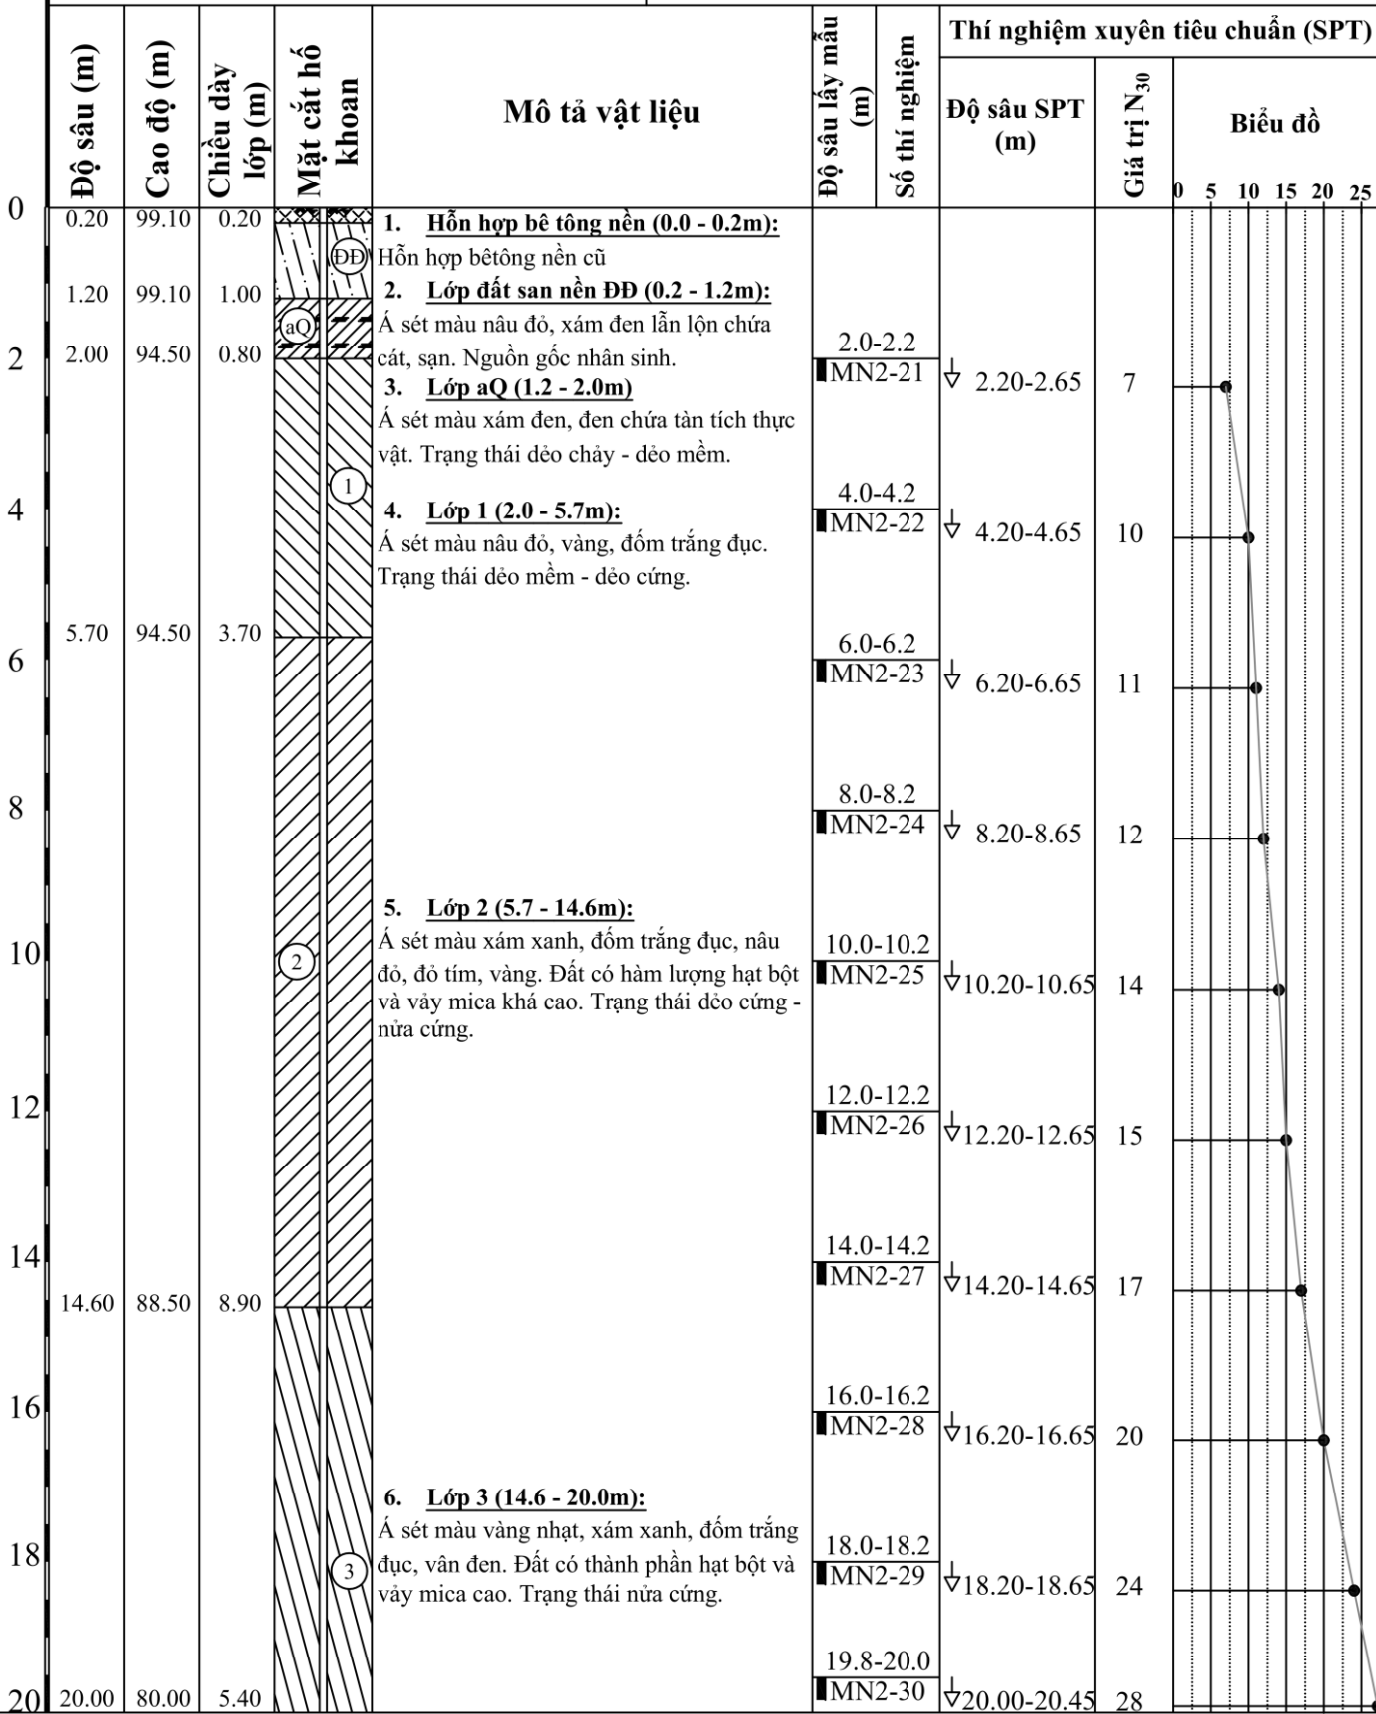 Độ sâu (m)
Cao độ (m)
Chiều dày
lớp (m)
Mặt cắt hố
khoan
Mô tả vật liệu
Độ sâu lấy mẫu
(m)
Số thí nghiệm
Thí nghiệm xuyên tiêu chuẩn (SPT)
Độ sâu SPT
(m)
Giá trị N30
Biểu đồ
0 5 10 15 20 25
0
0.20 99.10 0.20
1. Hỗn hợp bê tông nền (0.0 - 0.2m):
ĐĐ
Hỗn hợp bêtông nền cũ
1.20 99.10 1.00
2. Lớp đất san nền ĐĐ (0.2 - 1.2m):
aQ
Á sét màu nâu đỏ, xám đen lẫn lộn chứa
cát, sạn. Nguồn gốc nhân sinh.
2
2.00 94.50 0.80
2.0-2.2
MN2-21
2.20-2.65 7
3. Lớp aQ (1.2 - 2.0m)
Á sét màu xám đen, đen chứa tàn tích thực
vật. Trạng thái dẻo chảy - dẻo mềm.
1
4
4.0-4.2
MN2-22
4.20-4.65 10
4. Lớp 1 (2.0 - 5.7m):
Á sét màu nâu đỏ, vàng, đốm trắng đục.
Trạng thái dẻo mềm - dẻo cứng.
5.70 94.50 3.70
6
6.0-6.2
MN2-23
6.20-6.65 11
8
8.0-8.2
MN2-24
8.20-8.65 12
5. Lớp 2 (5.7 - 14.6m):
Á sét màu xám xanh, đốm trắng đục, nâu
đỏ, đỏ tím, vàng. Đất có hàm lượng hạt bột
và vảy mica khá cao. Trạng thái dẻo cứng -
nửa cứng.
10
2
10.0-10.2
MN2-25
10.20-10.65 14
12
12.0-12.2
MN2-26
12.20-12.65 15
14
14.0-14.2
MN2-27
14.20-14.65 17
14.60 88.50 8.90
16
16.0-16.2
MN2-28
16.20-16.65 20
6. Lớp 3 (14.6 - 20.0m):
Á sét màu vàng nhạt, xám xanh, đốm trắng
đục, vân đen. Đất có thành phần hạt bột và
vảy mica cao. Trạng thái nửa cứng.
18
3
18.0-18.2
MN2-29
18.20-18.65 24
19.8-20.0
MN2-30
20.00-20.45 28
20
20.00 80.00 5.40